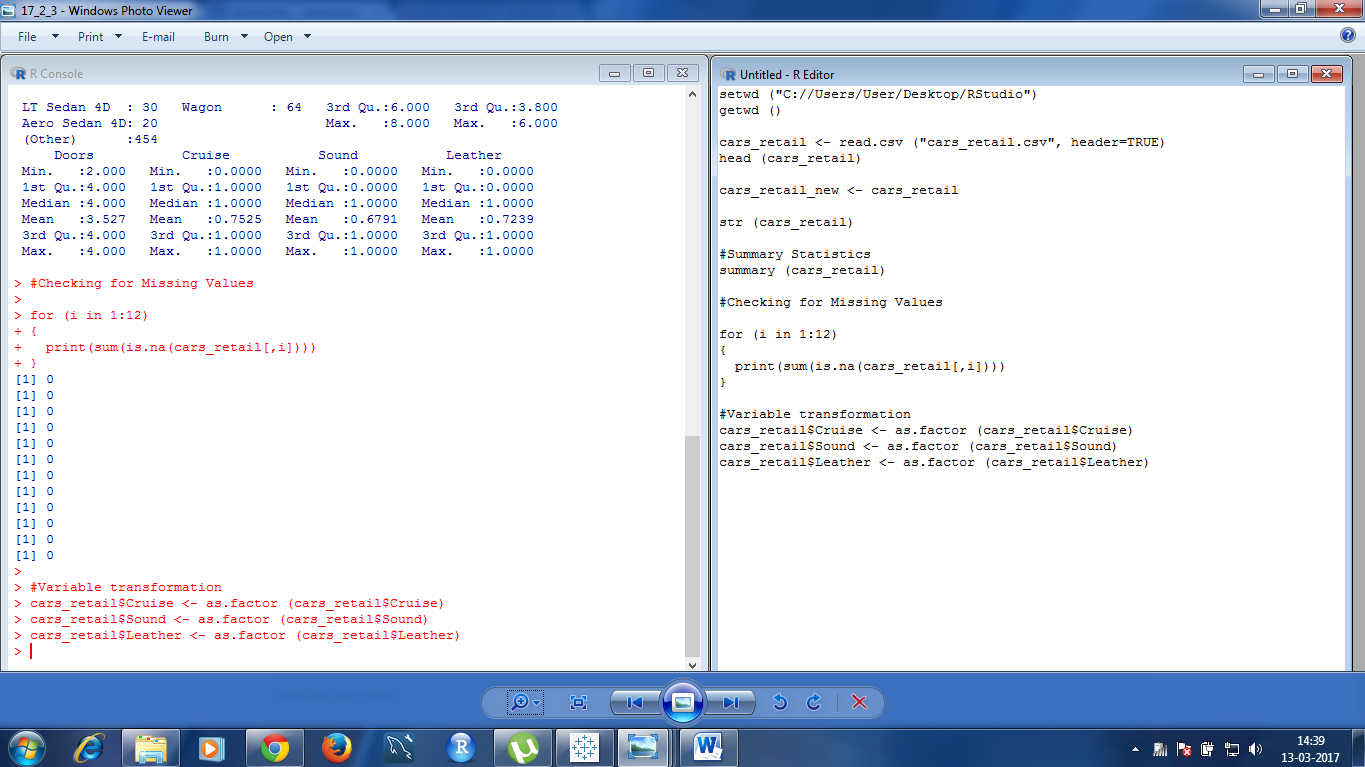 17_2_3 - Windows Photo Viewer
File Print E-mail Burn Open
R Console
LT Sedan 4D  : 30   Wagon       : 64   3rd Qu.:6.000   3rd Qu.:3.800
Aero Sedan 4D: 20                      Max.   :8.000   Max.   :6.000
(Other)      :454
Doors           Cruise           Sound           Leather
Min.   :2.000   Min.   :0.0000   Min.   :0.0000   Min.   :0.0000
1st Qu.:4.000   1st Qu.:1.0000   1st Qu.:0.0000   1st Qu.:0.0000
Median :4.000   Median :1.0000   Median :1.0000   Median :1.0000
Mean   :3.527   Mean   :0.7525   Mean   :0.6791   Mean   :0.7239
3rd Qu.:4.000   3rd Qu.:1.0000   3rd Qu.:1.0000   3rd Qu.:1.0000
Max.   :4.000   Max.   :1.0000   Max.   :1.0000   Max.   :1.0000
> #Checking for Missing Values
>
> for (i in 1:12)
+ {
+   print(sum(is.na(cars_retail[,i])))
+ }
[1] 0
[1] 0
[1] 0
[1] 0
[1] 0
[1] 0
[1] 0
[1] 0
[1] 0
[1] 0
[1] 0
[1] 0
>
> #Variable transformation
> cars_retail$Cruise <- as.factor (cars_retail$Cruise)
> cars_retail$Sound <- as.factor (cars_retail$Sound)
> cars_retail$Leather <- as.factor (cars_retail$Leather)
>
Untitled - R Editor
setwd ("C://Users/User/Desktop/RStudio")
getwd ()
cars_retail <- read.csv ("cars_retail.csv", header=TRUE)
head (cars_retail)
cars_retail_new <- cars_retail
str (cars_retail)
#Summary Statistics
summary (cars_retail)
#Checking for Missing Values
for (i in 1:12)
{
  print(sum(is.na(cars_retail[,i])))
}
#Variable transformation
cars_retail$Cruise <- as.factor (cars_retail$Cruise)
cars_retail$Sound <- as.factor (cars_retail$Sound)
cars_retail$Leather <- as.factor (cars_retail$Leather)
14:39
13-03-2017